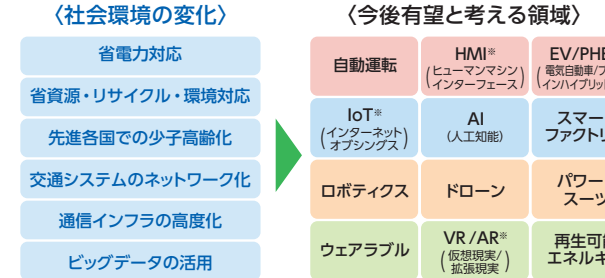 〈社会環境の変化〉
省電力対応
省資源・リサイクル・環境対応
先進各国での少子高齢化
交通システムのネットワーク化
通信インフラの高度化
ビッグデータの活用
〈今後有望と考える領域〉
自動運転
HMI※
(ヒューマンマシン
インターフェース)
EV/PHE
(電気自動車/プ
インハイブリッ
IoT※
(インターネット
オブシングス)
AI
(人工知能)
スマー
ファクトリ
ロボティクス
ドローン
パワー
スーツ
ウェアラブル
VR/AR※
(仮想現実/
拡張現実)
再生可
エネルギ